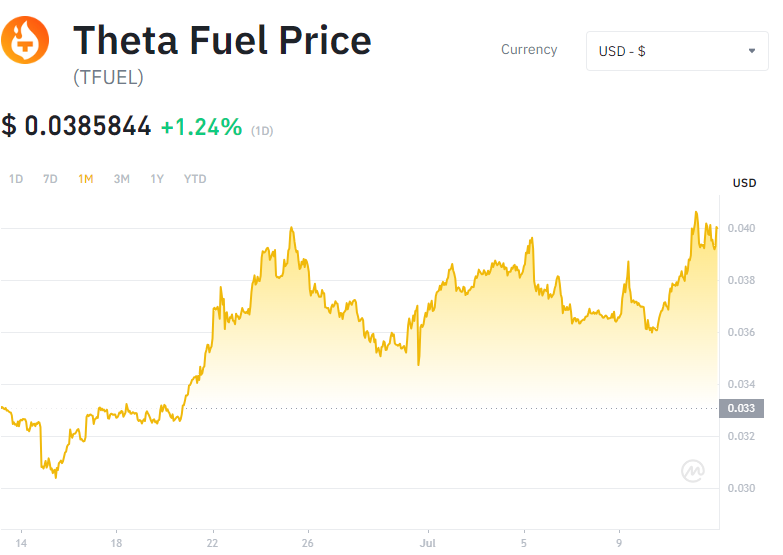 Theta Fuel Price
(TFUEL)
Currency
USD - $
$ 0.0385844 +1.24% (1D)
1D 7D 1M 3M 1Y YTD
USD
0.040
0.038
0.036
0.034
0.033
0.032
0.030
14 18 22 26 Jul 5 9